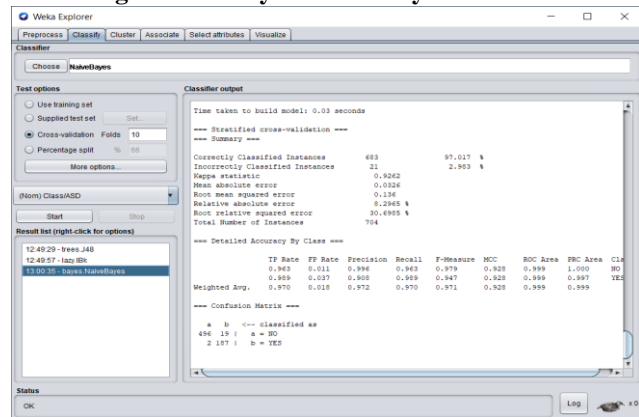 Weka Explorer
Preprocess Classify Cluster Associate Select attributes Visualize
Classifier
Choose NaiveBayes
Test options
Use training set
Supplied test set Set...
Cross-validation Folds 10
Percentage split % 66
More options...
(Nom) Class/ASD
Start Stop
Result list (right-click for options)
12:49:29 - trees.J48
12:49:57 - lazy.IBk
13:00:35 - bayes.NaiveBayes
Classifier output
Time taken to build model: 0.03 seconds
=== Stratified cross-validation ===
=== Summary ===
Correctly Classified Instances 683 97.017 %
Incorrectly Classified Instances 21 2.983 %
Kappa statistic 0.9262
Mean absolute error 0.0326
Root mean squared error 0.136
Relative absolute error 8.2965 %
Root relative squared error 30.6985 %
Total Number of Instances 704
=== Detailed Accuracy By Class ===
TP Rate FP Rate Precision Recall F-Measure MCC ROC Area PRC Area Cla
0.963 0.011 0.996 0.963 0.979 0.928 0.999 1.000 NO
0.989 0.037 0.908 0.989 0.947 0.928 0.999 0.997 YES
Weighted Avg. 0.970 0.018 0.972 0.970 0.971 0.928 0.999 0.999
=== Confusion Matrix ===
a b <-- classified as
496 19 | a = NO
2 187 | b = YES
Status
OK
Log
x 0